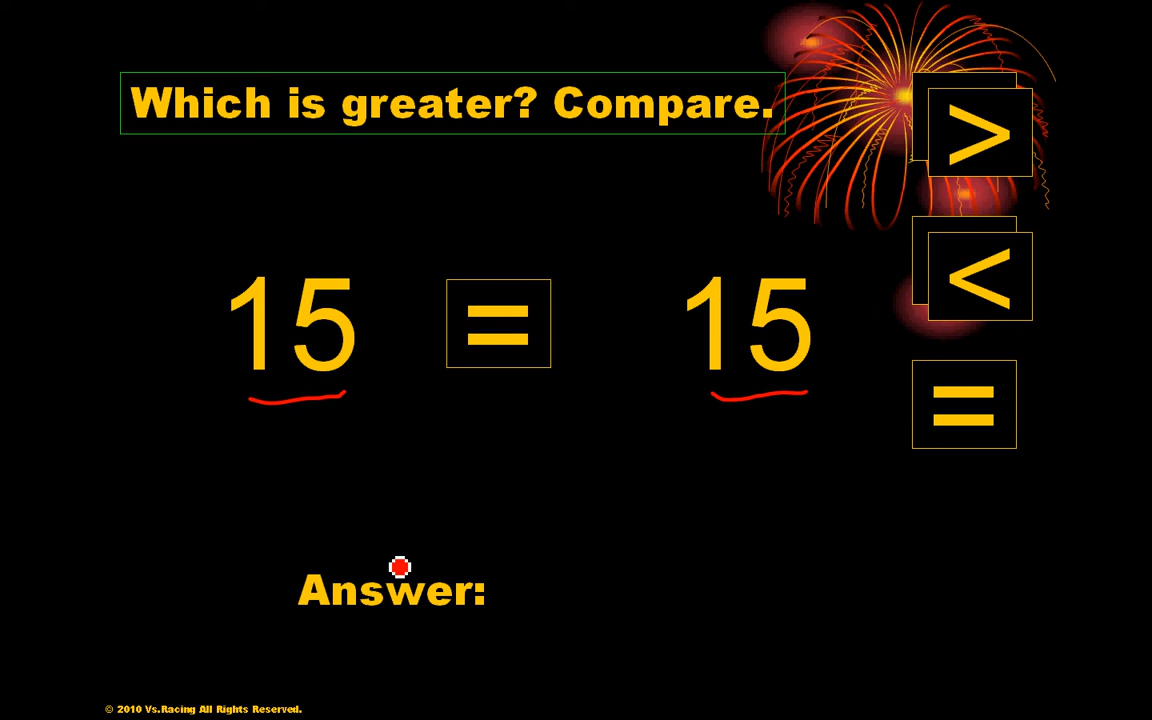 Which is greater? Compare.
>
<
15 = 15
=
Answer:
© 2010 Vs.Racing All Rights Reserved.